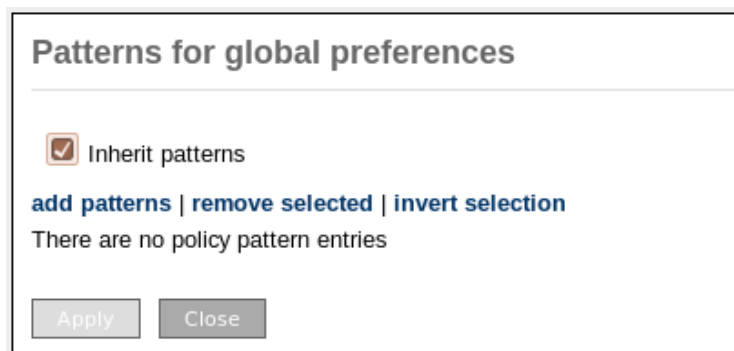 Patterns for global preferences
Inherit patterns
add patterns | remove selected | invert selection
There are no policy pattern entries
Apply Close